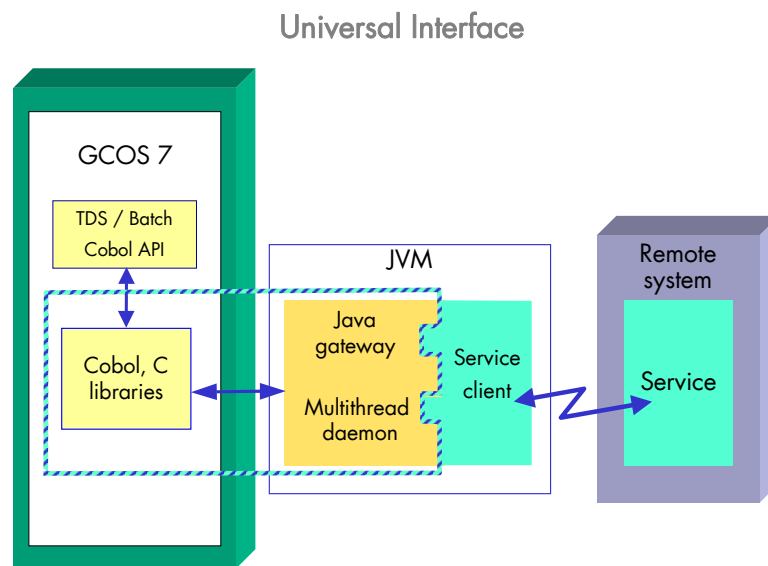 Universal Interface
GCOS 7
TDS / Batch
Cobol API
Cobol, C
libraries
JVM
Java
gateway
Multithread
daemon
Service
client
Remote
system
Service